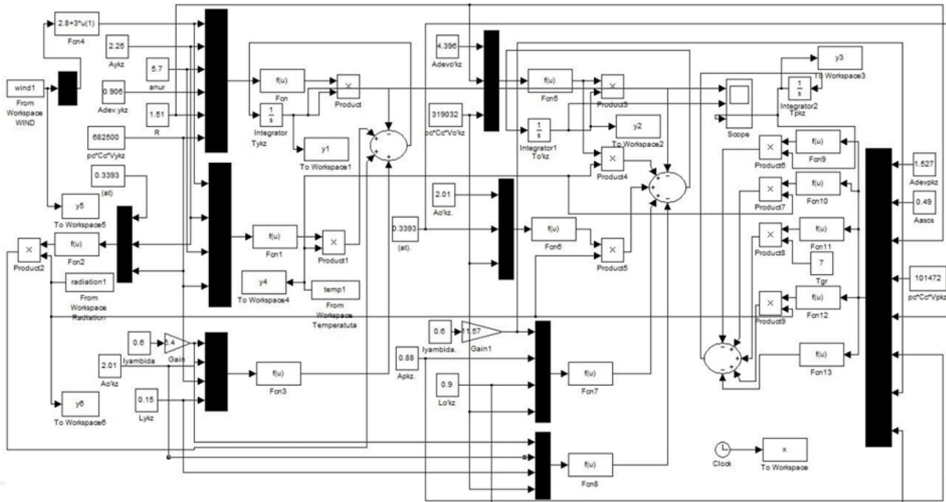 2.8+3*u(1)
Fcn4
2.25
Aykz
5.7
anur
wind1
From
Workspace
WIND
0.906
Adev.ykz
1.51
R
682500
pc*Cc*Vykz
0.3393
(at)
y5
To Workspace5
f(u)
Fcn2
×
Product2
radiation1
From
Workspace
Radiation
0.6
lyambida
5.4
Gain
2.01
Ao'kz
y6
To Workspace6
0.15
Lykz
f(u)
Fcn
1
s
Integrator
Tykz
×
Product
y1
To Workspace1
f(u)
Fcn1
×
Product1
y4
To Workspace4
temp1
From
Workspace
Temperatuta
f(u)
Fcn3
4.396
Adevo'kz
319032
pc*Cc*Vo'kz
2.01
Ao'kz.
0.3393
(at).
f(u)
Fcn5
1
s
Integrator1
To'kz
×
Product3
y2
To Workspace2
×
Product4
f(u)
Fcn6
×
Product5
0.6
lyambida.
11.57
Gain1
0.88
Apkz.
0.9
Lo'kz
f(u)
Fcn7
f(u)
Fcn8
Scope
y3
To Workspace3
1
s
Integrator2
Tpkz
×
Product6
f(u)
Fcn9
×
Product7
f(u)
Fcn10
×
Product8
f(u)
Fcn11
7
Tgr
×
Product9
f(u)
Fcn12
f(u)
Fcn13
1.527
Adevpkz
0.49
Aasos
101472
pc*Cc*Vpkz
Clock
x
To Workspace